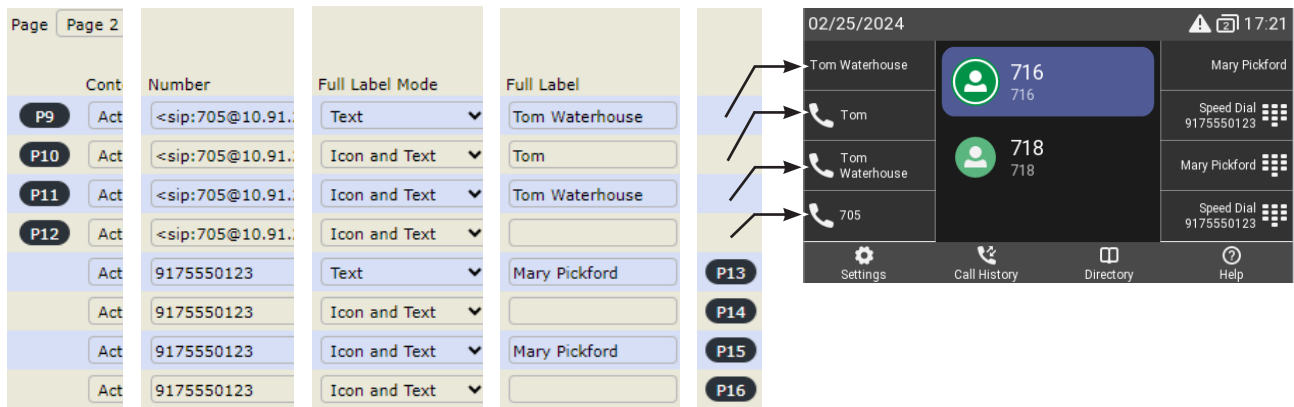 Page Page 2
Cont Number Full Label Mode Full Label
P9 Act <sip:705@10.91. Text Tom Waterhouse
P10 Act <sip:705@10.91. Icon and Text Tom
P11 Act <sip:705@10.91. Icon and Text Tom Waterhouse
P12 Act <sip:705@10.91. Icon and Text
Act 9175550123 Text Mary Pickford P13
Act 9175550123 Icon and Text P14
Act 9175550123 Icon and Text Mary Pickford P15
Act 9175550123 Icon and Text P16
02/25/2024 2 17:21
Tom Waterhouse
Tom
Tom
Waterhouse
705
716
716
718
718
Mary Pickford
Speed Dial
9175550123
Mary Pickford
Speed Dial
9175550123
Settings Call History Directory Help